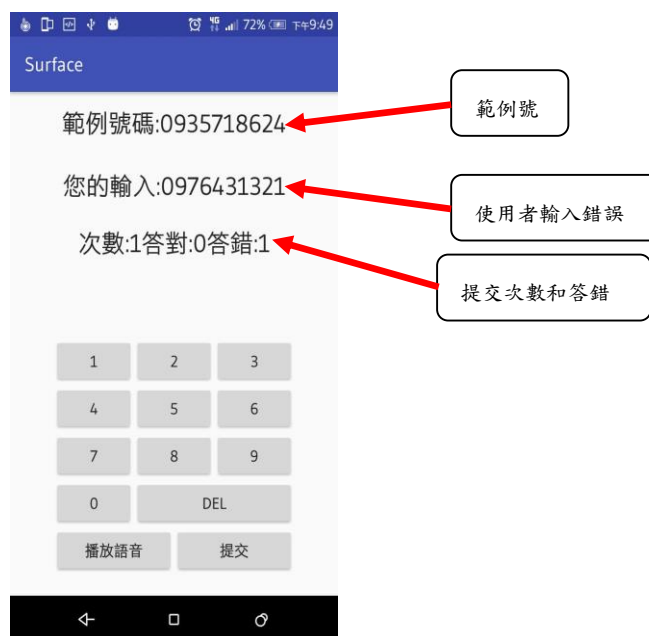 72% 下午9:49
Surface
範例號碼:0935718624
範例號
您的輸入:0976431321
使用者輸入錯誤
次數:1答對:0答錯:1
提交次數和答錯
1 2 3
4 5 6
7 8 9
0 DEL
播放語音 提交